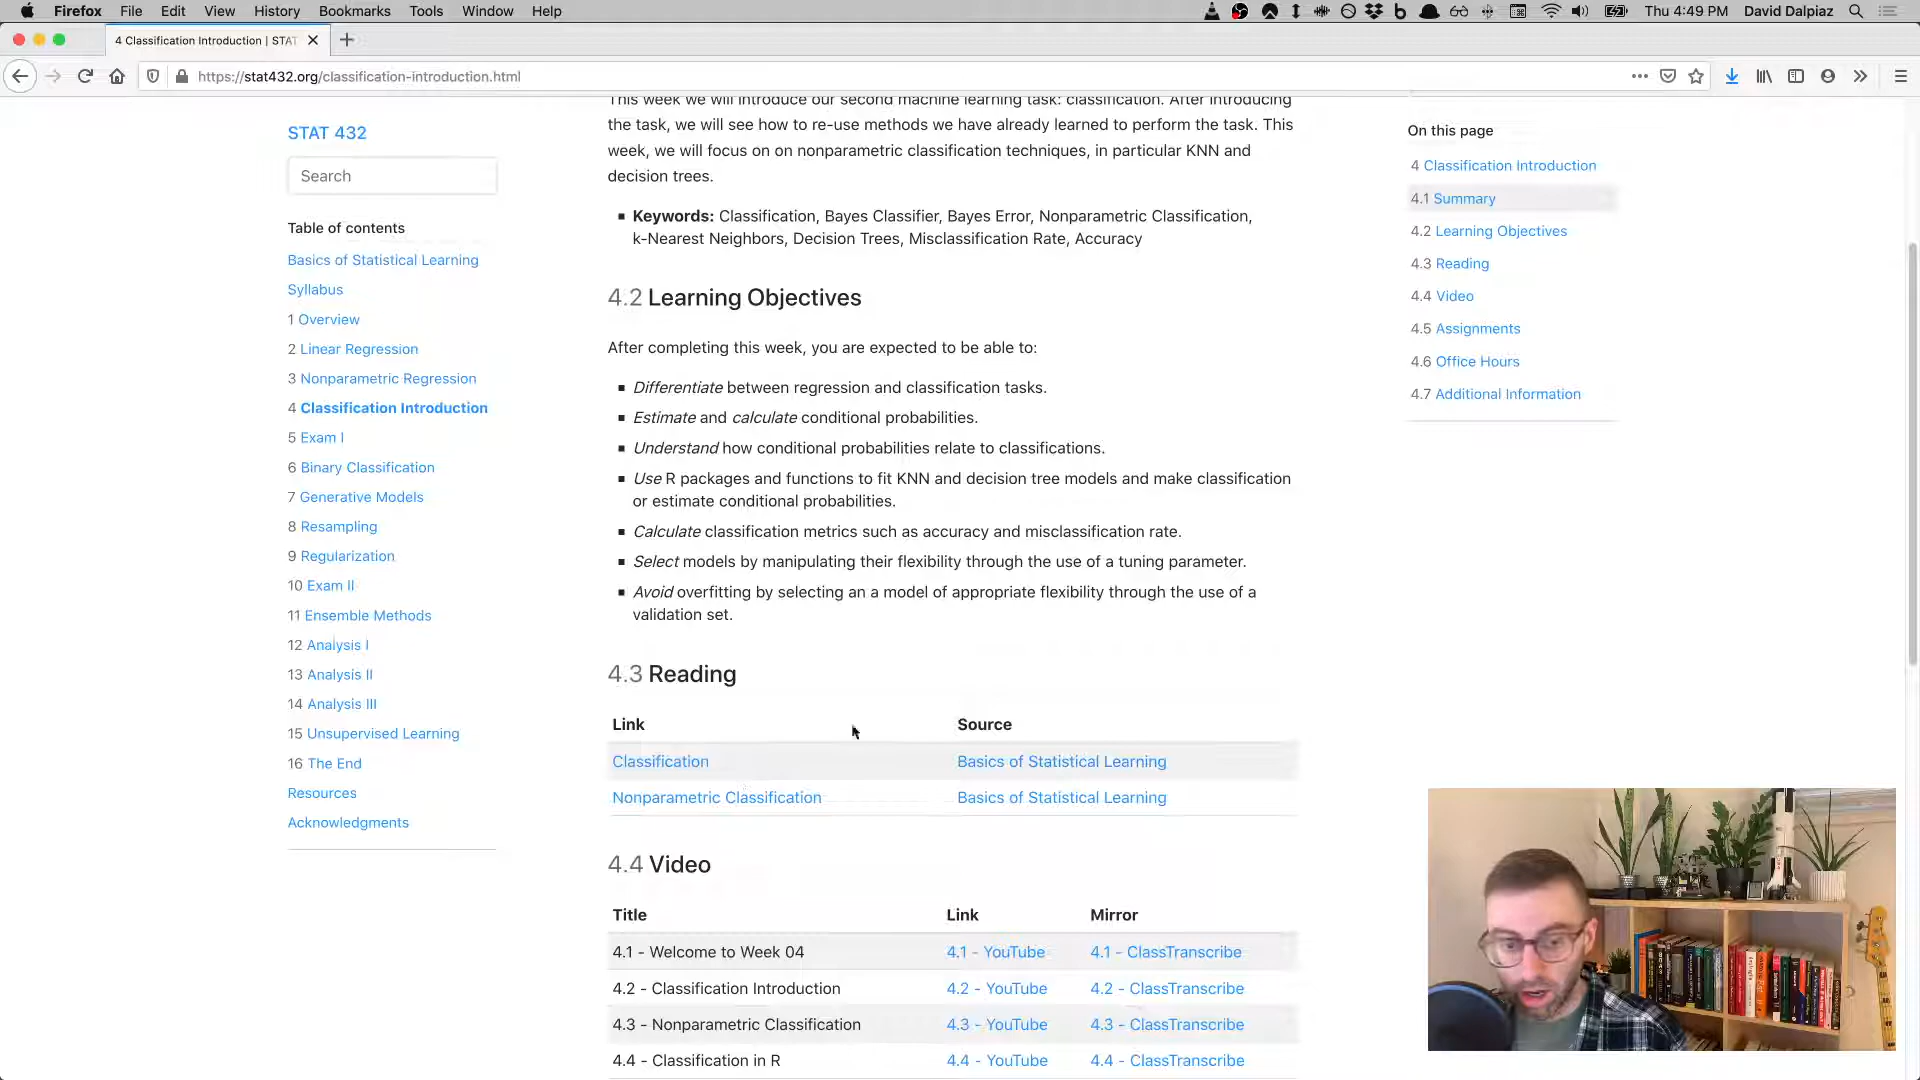 Firefox File Edit View History Bookmarks Tools Window Help
Thu 4:49 PM David Dalpiaz
4 Classification Introduction | STAT
https://stat432.org/classification-introduction.html
STAT 432
Search
Table of contents
Basics of Statistical Learning
Syllabus
1 Overview
2 Linear Regression
3 Nonparametric Regression
4 Classification Introduction
5 Exam I
6 Binary Classification
7 Generative Models
8 Resampling
9 Regularization
10 Exam II
11 Ensemble Methods
12 Analysis I
13 Analysis II
14 Analysis III
15 Unsupervised Learning
16 The End
Resources
Acknowledgments
This week we will introduce our second machine learning task: classification. After introducing
the task, we will see how to re-use methods we have already learned to perform the task. This
week, we will focus on on nonparametric classification techniques, in particular KNN and
decision trees.
▪ Keywords: Classification, Bayes Classifier, Bayes Error, Nonparametric Classification,
k-Nearest Neighbors, Decision Trees, Misclassification Rate, Accuracy
4.2 Learning Objectives
After completing this week, you are expected to be able to:
▪ Differentiate between regression and classification tasks.
▪ Estimate and calculate conditional probabilities.
▪ Understand how conditional probabilities relate to classifications.
▪ Use R packages and functions to fit KNN and decision tree models and make classification
or estimate conditional probabilities.
▪ Calculate classification metrics such as accuracy and misclassification rate.
▪ Select models by manipulating their flexibility through the use of a tuning parameter.
▪ Avoid overfitting by selecting an a model of appropriate flexibility through the use of a
validation set.
4.3 Reading
Link Source
Classification Basics of Statistical Learning
Nonparametric Classification Basics of Statistical Learning
4.4 Video
Title Link Mirror
4.1 - Welcome to Week 04 4.1 - YouTube 4.1 - ClassTranscribe
4.2 - Classification Introduction 4.2 - YouTube 4.2 - ClassTranscribe
4.3 - Nonparametric Classification 4.3 - YouTube 4.3 - ClassTranscribe
4.4 - Classification in R 4.4 - YouTube 4.4 - ClassTranscribe
On this page
4 Classification Introduction
4.1 Summary
4.2 Learning Objectives
4.3 Reading
4.4 Video
4.5 Assignments
4.6 Office Hours
4.7 Additional Information